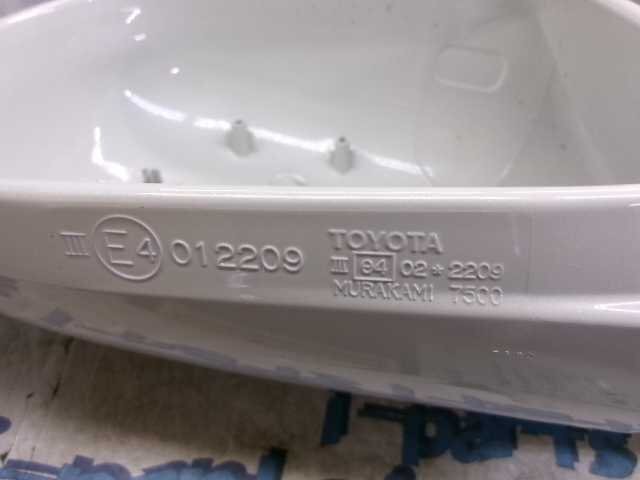 III E4 012209
TOYOTA
III 94 02*2209
MURAKAMI 7500